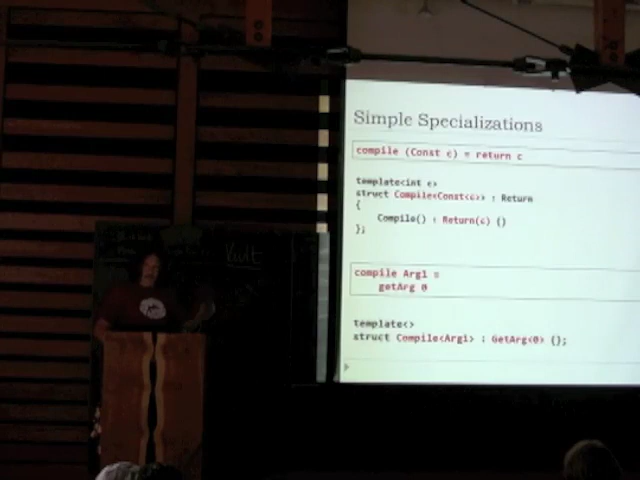 Simple Specializations
compile (Const c) = return c
template<int c>
struct Compile<Const<c>> : Return
{
Compile() : Return(c) {}
};
compile Arg1 =
getArg 0
template<>
struct Compile<Arg1> : GetArg<0> {};